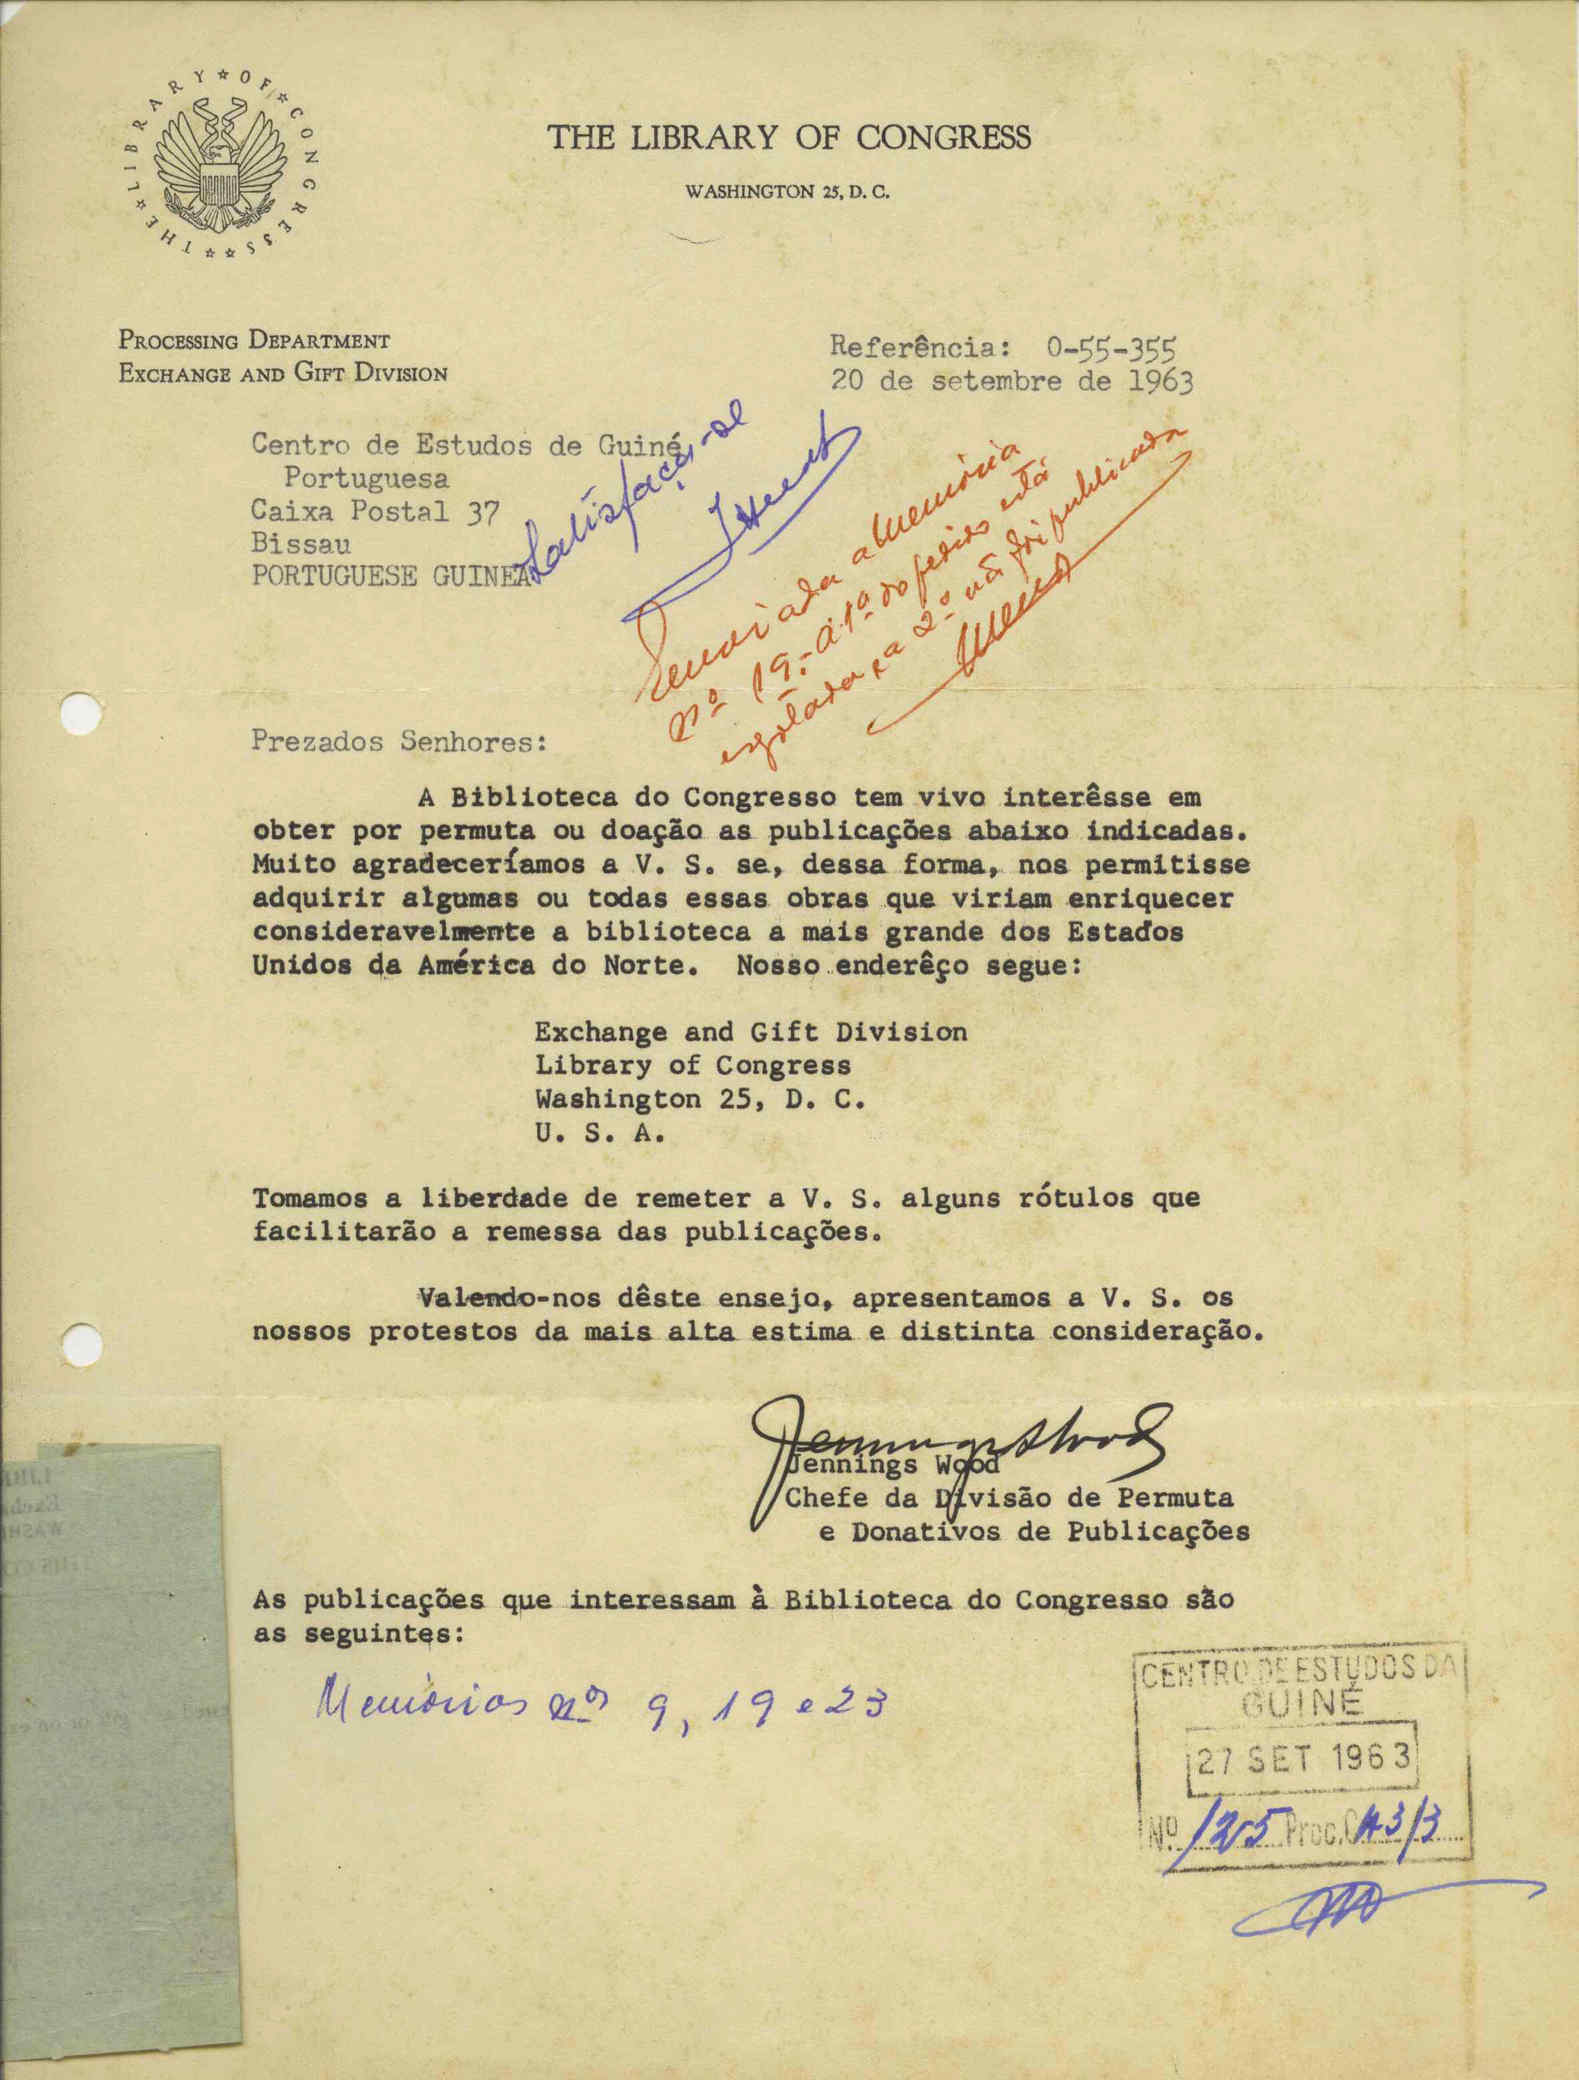 THE★LIBRARY★OF★CONGRESS★★
THE LIBRARY OF CONGRESS
WASHINGTON 25, D. C.
PROCESSING DEPARTMENT
EXCHANGE AND GIFT DIVISION
Referência: 0-55-355
20 de setembre de 1963
Centro de Estudos de Guiné
Portuguesa
Caixa Postal 37
Bissau
PORTUGUESE GUINEA
Satisfaça-se
Enviada a Memória
nº 19.- A 1ª do pedido está
esgotada, a 2º não foi publicada
Prezados Senhores:
A Biblioteca do Congresso tem vivo interêsse em
obter por permuta ou doação as publicações abaixo indicadas.
Muito agradeceríamos a V. S. se, dessa forma, nos permitisse
adquirir algumas ou todas essas obras que viriam enriquecer
consideravelmente a biblioteca a mais grande dos Estados
Unidos da América do Norte. Nosso enderêço segue:
Exchange and Gift Division
Library of Congress
Washington 25, D. C.
U. S. A.
Tomamos a liberdade de remeter a V. S. alguns rótulos que
facilitarão a remessa das publicações.
Valendo-nos dêste ensejo, apresentamos a V. S. os
nossos protestos da mais alta estima e distinta consideração.
Jennings Wood
Jennings Wood
Chefe da Divisão de Permuta
e Donativos de Publicações
As publicações que interessam à Biblioteca do Congresso são
as seguintes:
Memórias nos 9, 19 e 23
CENTRO DE ESTUDOS DA
GUINÉ
27 SET 1963
Nº 125 Proc. CA3/3